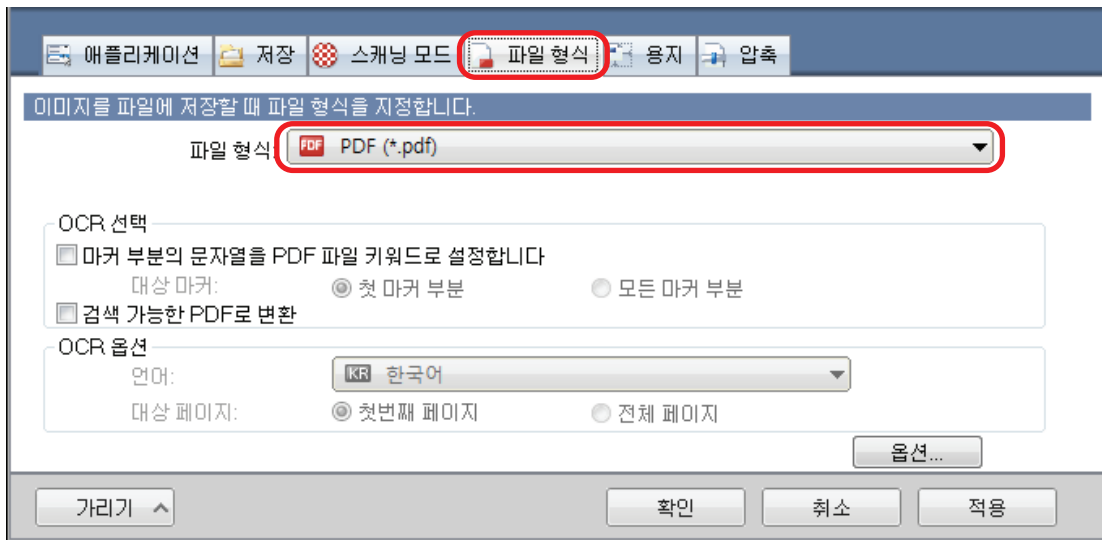 애플리케이션 저장 스캐닝 모드 파일 형식 용지 압축
이미지를 파일에 저장할 때 파일 형식을 지정합니다.
파일 형식: PDF PDF (*.pdf)
OCR 선택
마커 부분의 문자열을 PDF 파일 키워드로 설정합니다
대상 마커: 첫 마커 부분 모든 마커 부분
검색 가능한 PDF로 변환
OCR 옵션
언어: KR 한국어
대상 페이지: 첫번째 페이지 전체 페이지
옵션...
가리기 확인 취소 적용